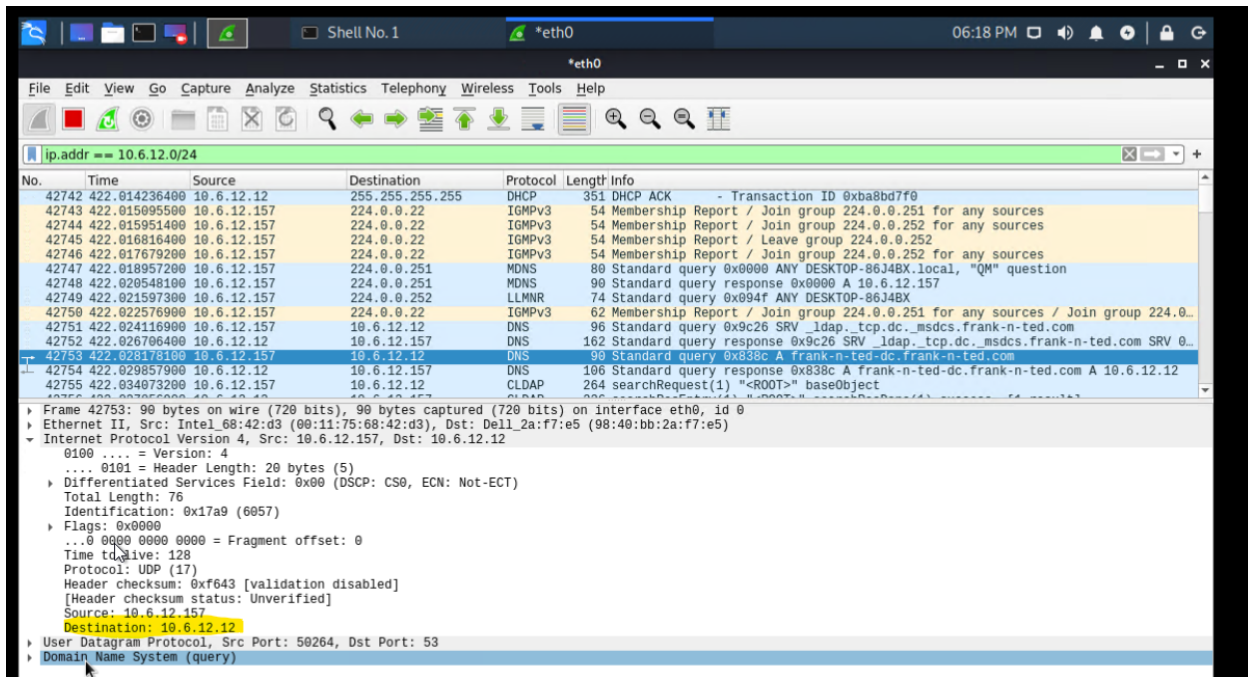 Shell No. 1
*eth0
06:18 PM
*eth0
File Edit View Go Capture Analyze Statistics Telephony Wireless Tools Help
ip.addr == 10.6.12.0/24
No. Time Source Destination Protocol Length Info
42742 422.014236400 10.6.12.12 255.255.255.255 DHCP 351 DHCP ACK - Transaction ID 0xba8bd7f0
42743 422.015095500 10.6.12.157 224.0.0.22 IGMPv3 54 Membership Report / Join group 224.0.0.251 for any sources
42744 422.015951400 10.6.12.157 224.0.0.22 IGMPv3 54 Membership Report / Join group 224.0.0.252 for any sources
42745 422.016816400 10.6.12.157 224.0.0.22 IGMPv3 54 Membership Report / Leave group 224.0.0.252
42746 422.017679200 10.6.12.157 224.0.0.22 IGMPv3 54 Membership Report / Join group 224.0.0.252 for any sources
42747 422.018957200 10.6.12.157 224.0.0.251 MDNS 80 Standard query 0x0000 ANY DESKTOP-86J4BX.local, "QM" question
42748 422.020548100 10.6.12.157 224.0.0.251 MDNS 90 Standard query response 0x0000 A 10.6.12.157
42749 422.021597300 10.6.12.157 224.0.0.252 LLMNR 74 Standard query 0x094f ANY DESKTOP-86J4BX
42750 422.022576900 10.6.12.157 224.0.0.22 IGMPv3 62 Membership Report / Join group 224.0.0.251 for any sources / Join group 224.0…
42751 422.024116900 10.6.12.157 10.6.12.12 DNS 96 Standard query 0x9c26 SRV _ldap._tcp.dc._msdcs.frank-n-ted.com
42752 422.026706400 10.6.12.12 10.6.12.157 DNS 162 Standard query response 0x9c26 SRV _ldap._tcp.dc._msdcs.frank-n-ted.com SRV 0…
42753 422.028178100 10.6.12.157 10.6.12.12 DNS 90 Standard query 0x838c A frank-n-ted-dc.frank-n-ted.com
42754 422.029857900 10.6.12.12 10.6.12.157 DNS 106 Standard query response 0x838c A frank-n-ted-dc.frank-n-ted.com A 10.6.12.12
42755 422.034073200 10.6.12.157 10.6.12.12 CLDAP 264 searchRequest(1) "<ROOT>" baseObject
Frame 42753: 90 bytes on wire (720 bits), 90 bytes captured (720 bits) on interface eth0, id 0
Ethernet II, Src: Intel_68:42:d3 (00:11:75:68:42:d3), Dst: Dell_2a:f7:e5 (98:40:bb:2a:f7:e5)
Internet Protocol Version 4, Src: 10.6.12.157, Dst: 10.6.12.12
0100 .... = Version: 4
.... 0101 = Header Length: 20 bytes (5)
Differentiated Services Field: 0x00 (DSCP: CS0, ECN: Not-ECT)
Total Length: 76
Identification: 0x17a9 (6057)
Flags: 0x0000
...0 0000 0000 0000 = Fragment offset: 0
Time to live: 128
Protocol: UDP (17)
Header checksum: 0xf643 [validation disabled]
[Header checksum status: Unverified]
Source: 10.6.12.157
Destination: 10.6.12.12
User Datagram Protocol, Src Port: 50264, Dst Port: 53
Domain Name System (query)